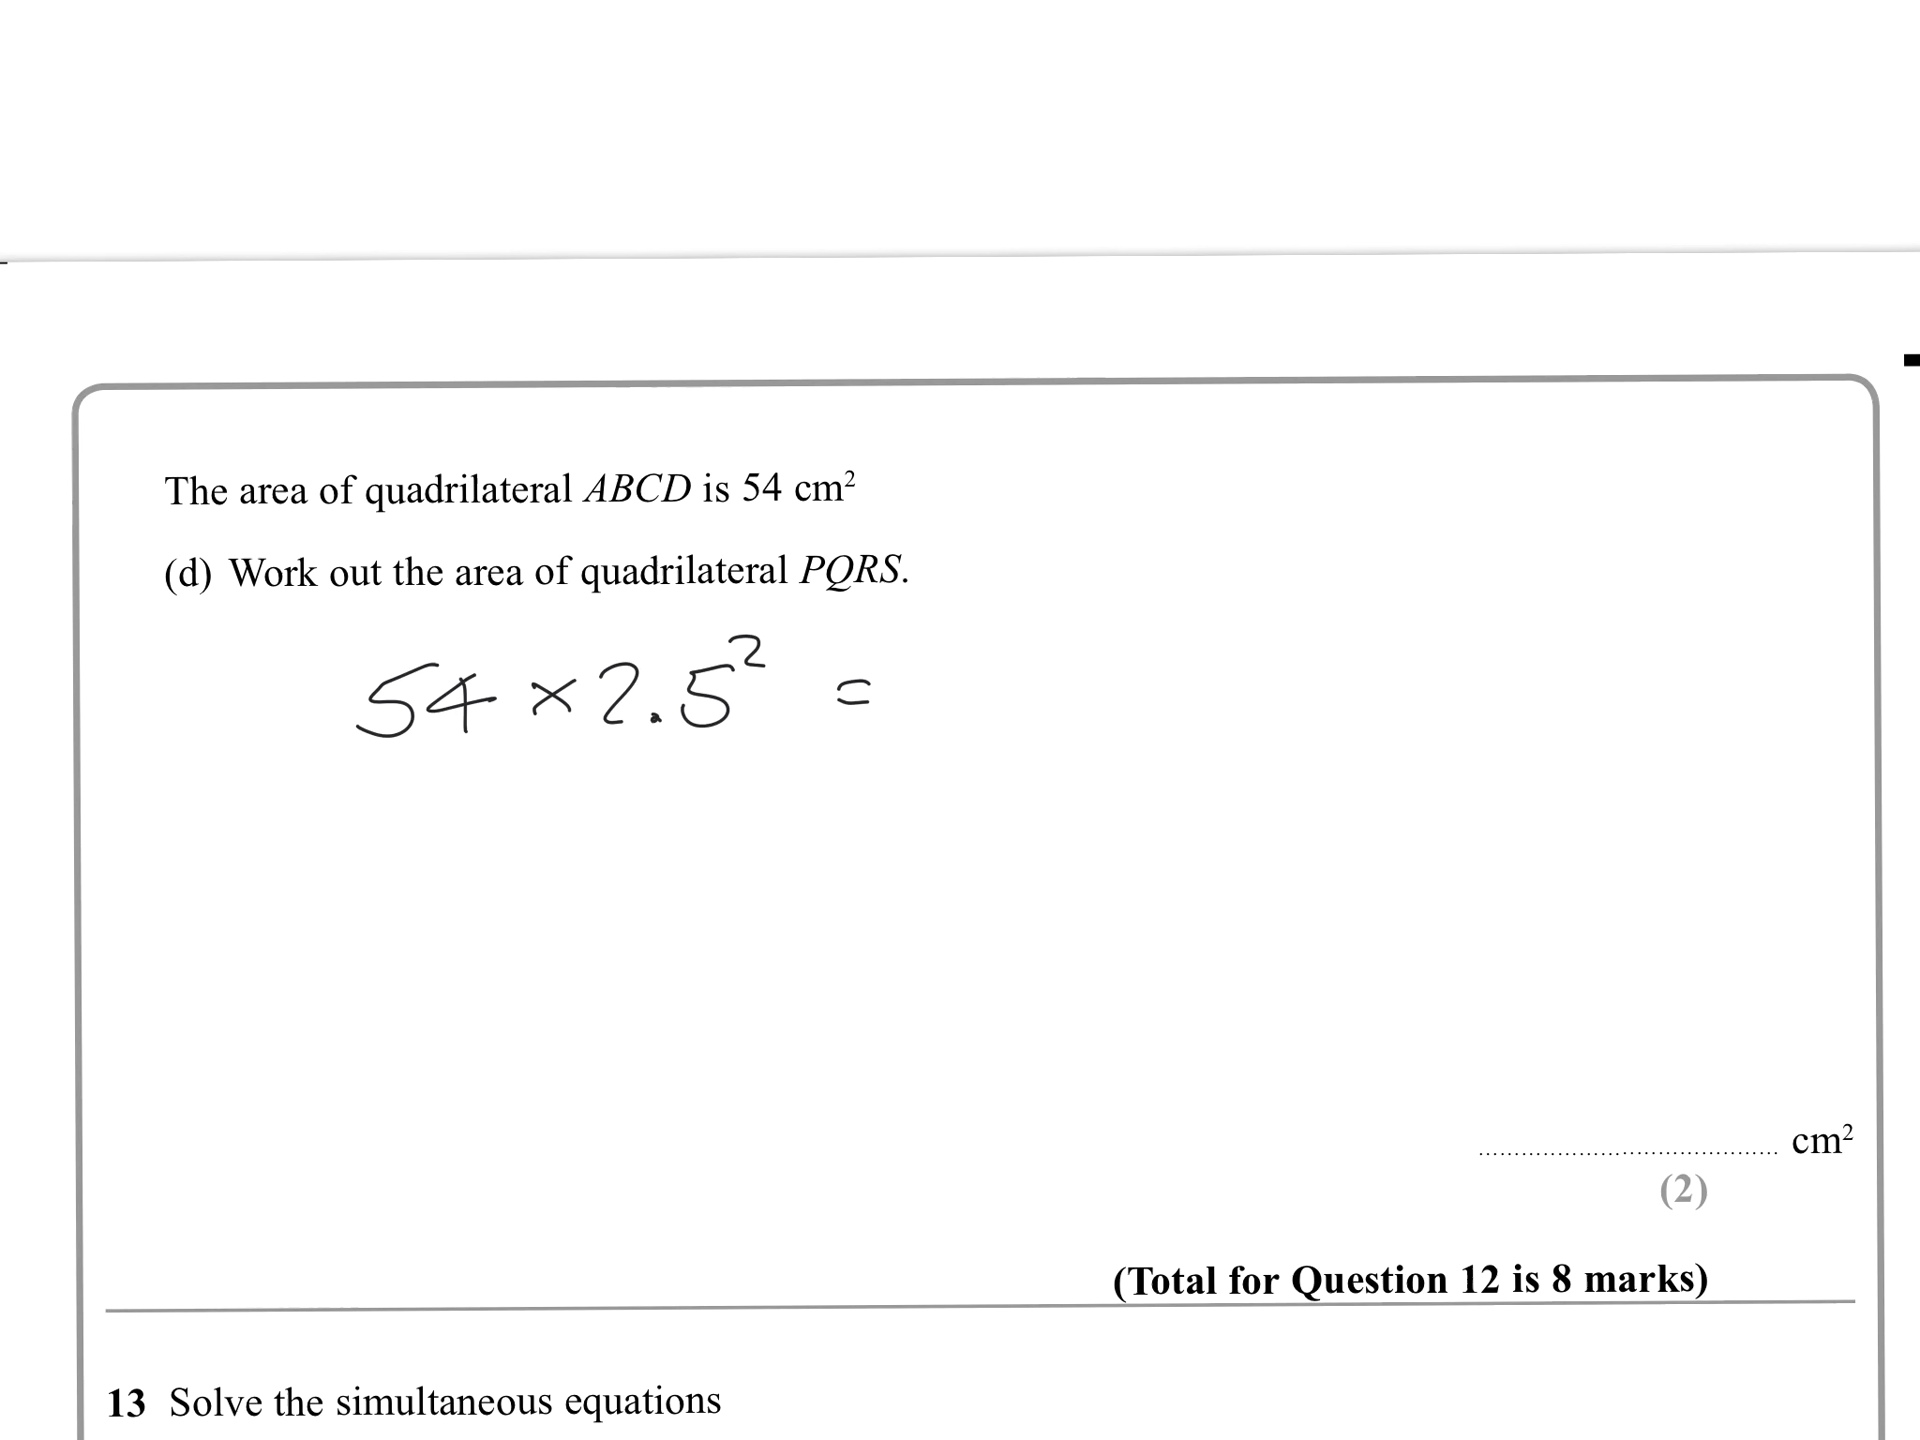 The area of quadrilateral ABCD is 54 cm²
(d) Work out the area of quadrilateral PQRS.
54 × 2.5² =
........................................ cm²
(2)
(Total for Question 12 is 8 marks)
13 Solve the simultaneous equations